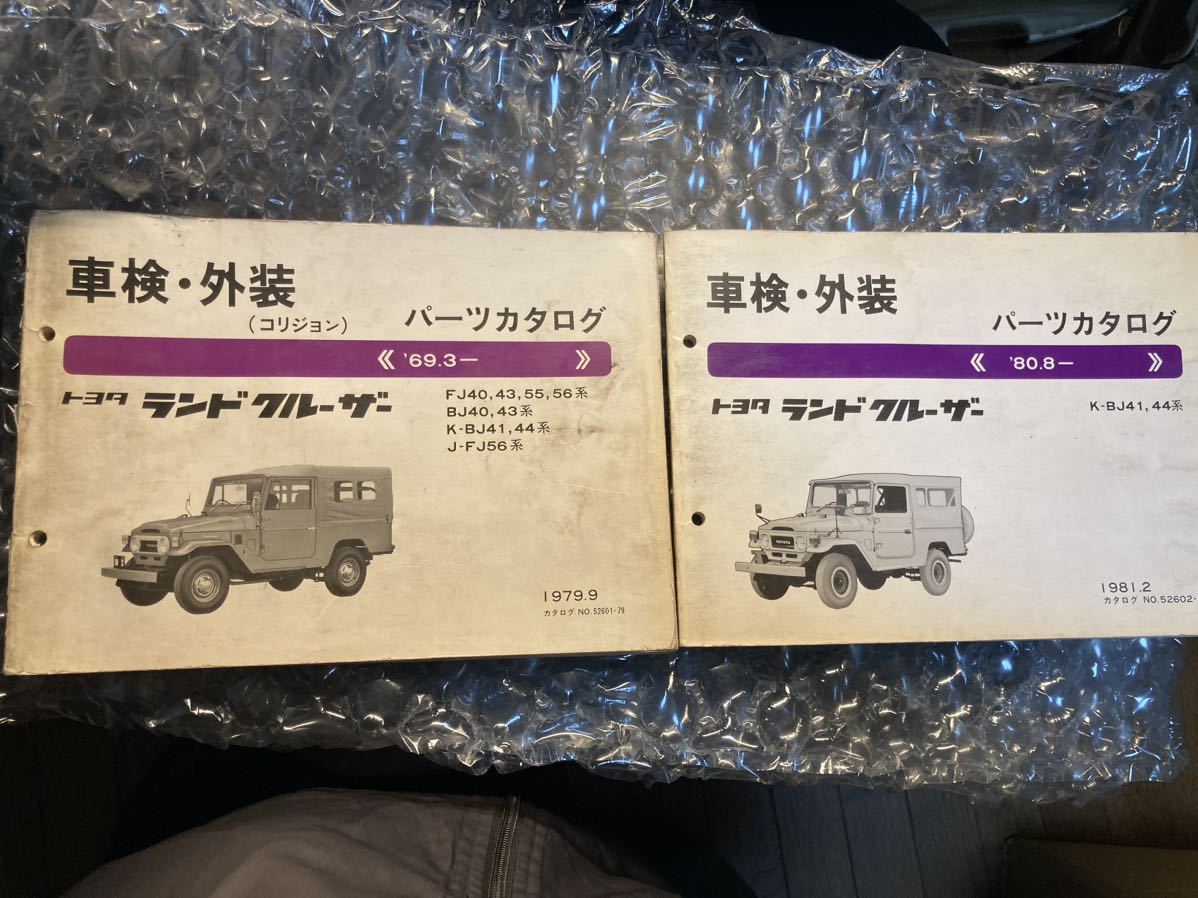 車検・外装
(コリジョン)
パーツカタログ
《 '69.3— 》
トヨタ ランドクルーザー
FJ40,43,55,56系
BJ40,43系
K-BJ41,44系
J-FJ56系
1979.9
カタログ NO.52601-79
車検・外装
パーツカタログ
《 '80.8— 》
トヨタ ランドクルーザー
K-BJ41,44系
TOYOTA
1981.2
カタログ NO.52602-